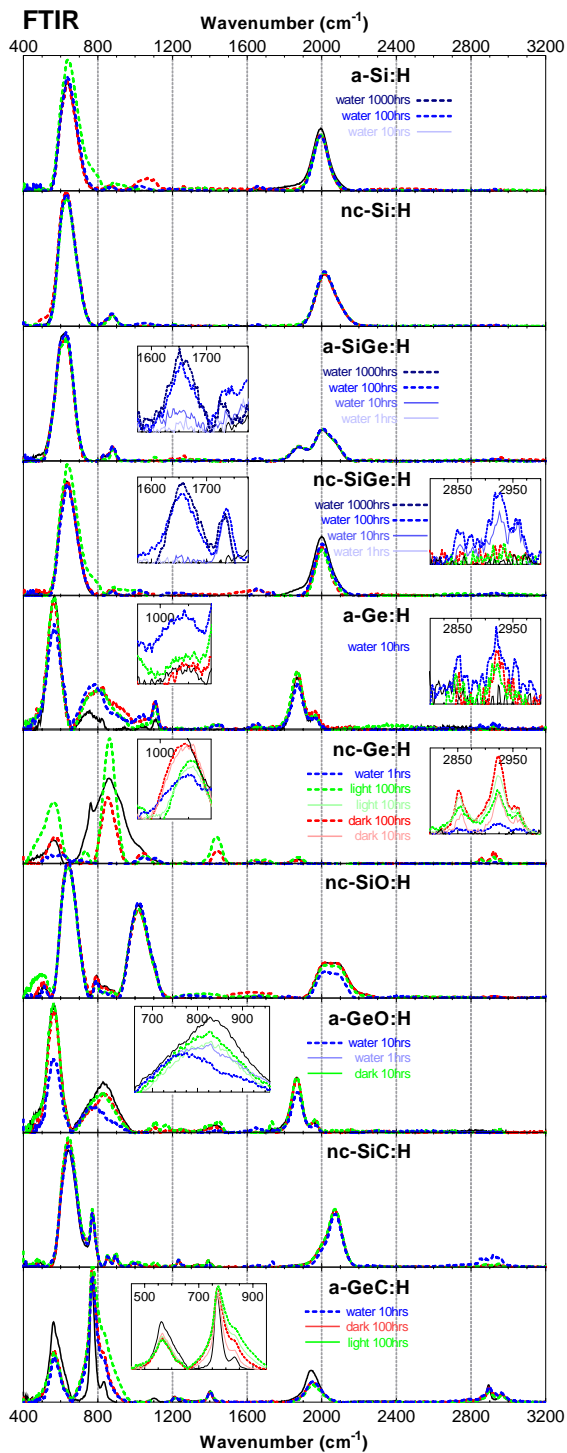 FTIR
Wavenumber (cm-1)
400 800 1200 1600 2000 2400 2800 3200
a-Si:H
water 1000hrs
water 100hrs
water 10hrs
nc-Si:H
a-SiGe:H
1600 1700
water 1000hrs
water 100hrs
water 10hrs
water 1hrs
nc-SiGe:H
1600 1700
water 1000hrs
water 100hrs
water 10hrs
water 1hrs
2850 2950
a-Ge:H
1000
water 10hrs
2850 2950
nc-Ge:H
1000
water 1hrs
light 100hrs
light 10hrs
dark 100hrs
dark 10hrs
2850 2950
nc-SiO:H
a-GeO:H
700 800 900
water 10hrs
water 1hrs
dark 10hrs
nc-SiC:H
a-GeC:H
500 700 900
water 10hrs
dark 100hrs
light 100hrs
400 800 1200 1600 2000 2400 2800 3200
Wavenumber (cm-1)